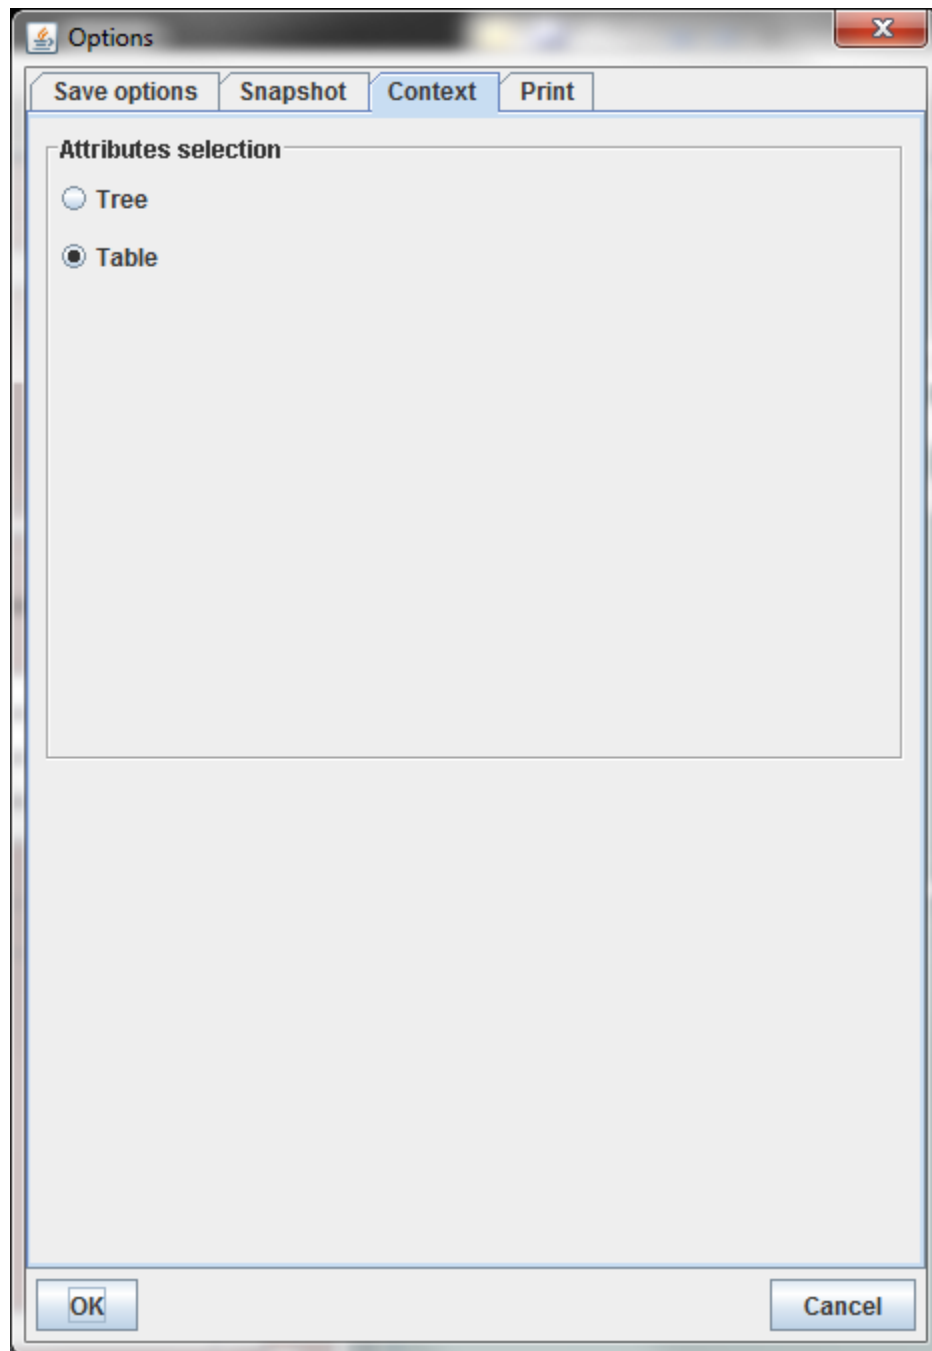 Options
Save options Snapshot Context Print
Attributes selection
Tree
Table
OK Cancel